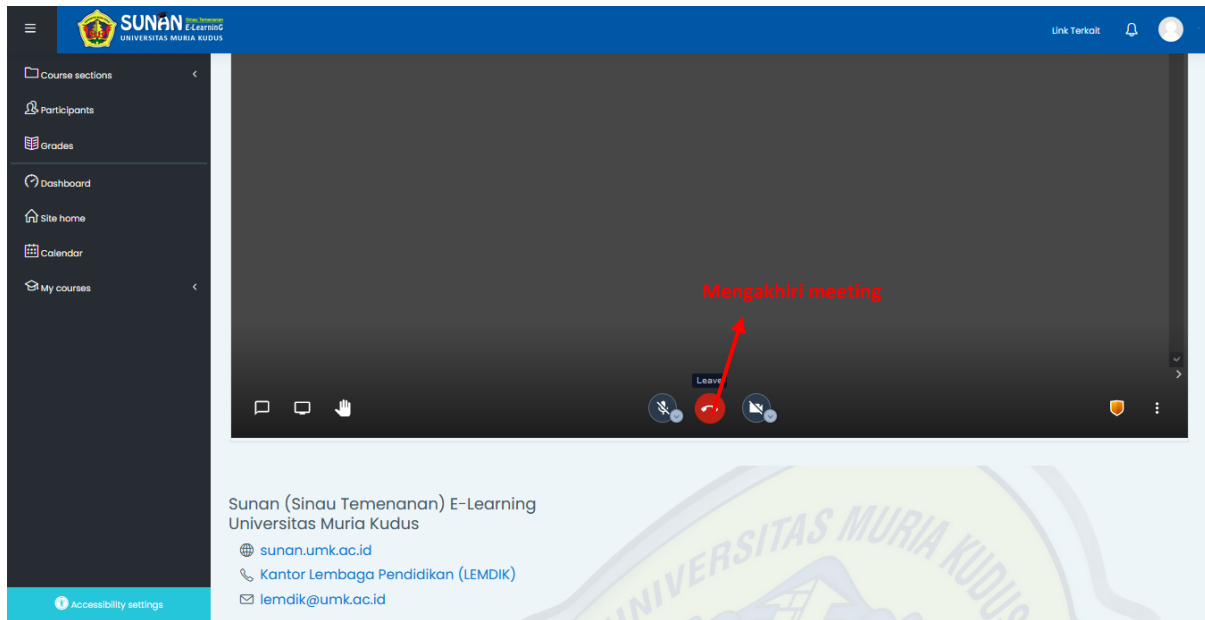 SUNAN Sinau Temenanan E-Learning
UNIVERSITAS MURIA KUDUS
Link Terkait
Course sections
Participants
Grades
Dashboard
Site home
Calendar
My courses
Mengakhiri meeting
Leave
Sunan (Sinau Temenanan) E-Learning
Universitas Muria Kudus
sunan.umk.ac.id
Kantor Lembaga Pendidikan (LEMDIK)
lemdik@umk.ac.id
Accessibility settings
UNIVERSITAS MURIA KUDUS